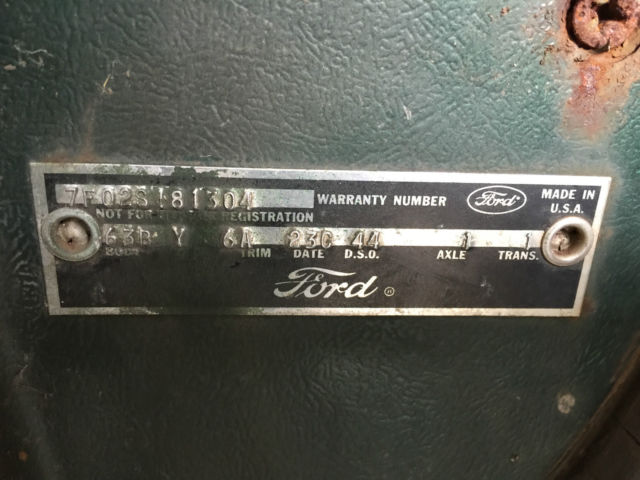 7F02S181304 WARRANTY NUMBER Ford MADE IN U.S.A.
NOT FOR REGISTRATION
63B Y 6A 23C 44 1 1
BODY TRIM DATE D.S.O. AXLE TRANS.
Ford